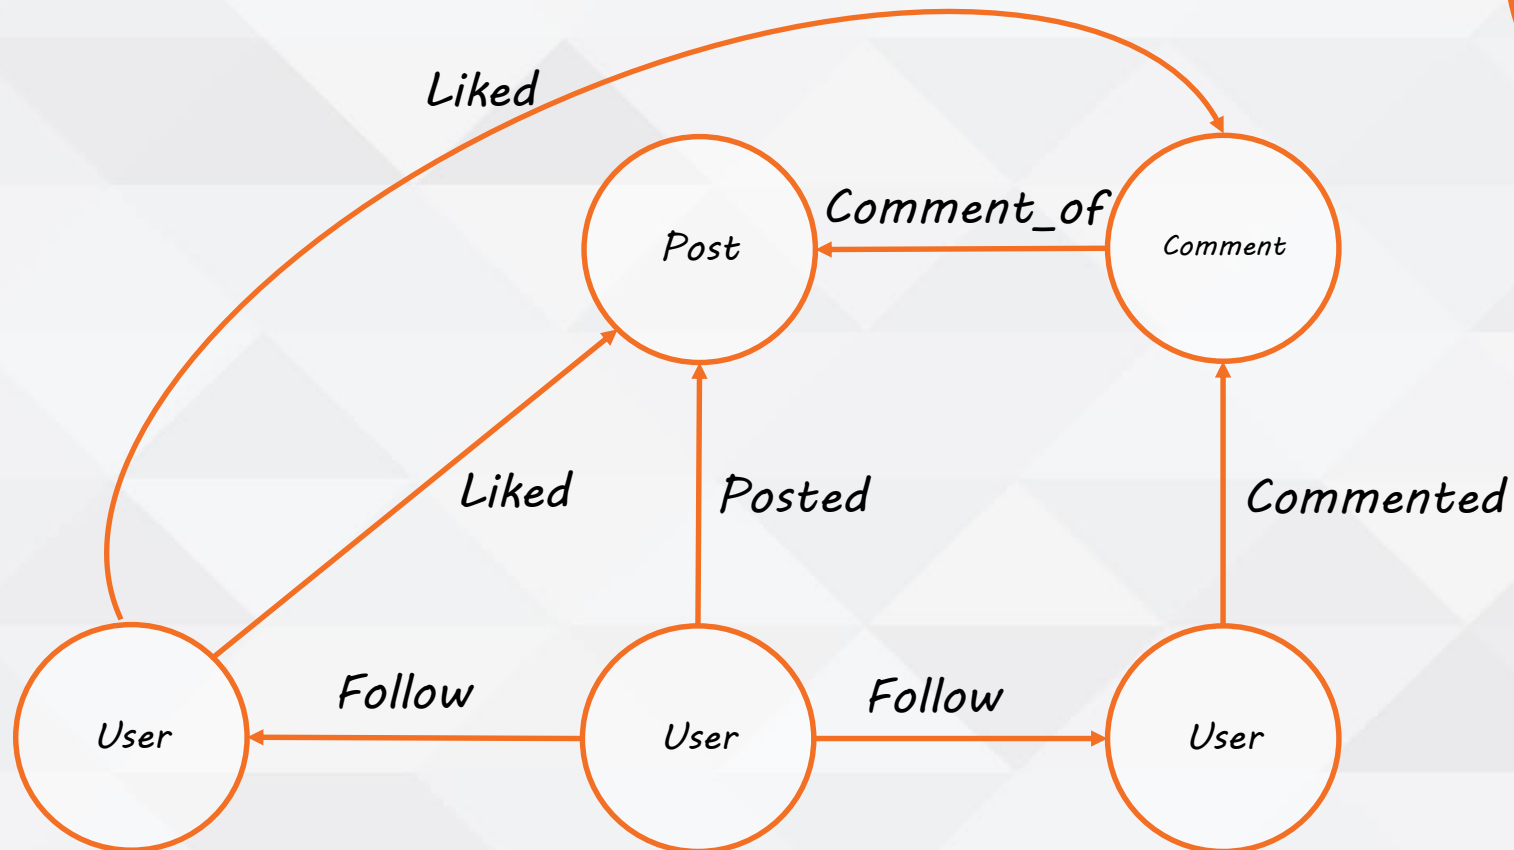 Liked
Comment_of
Post
Comment
Liked
Posted
Commented
Follow
Follow
User
User
User